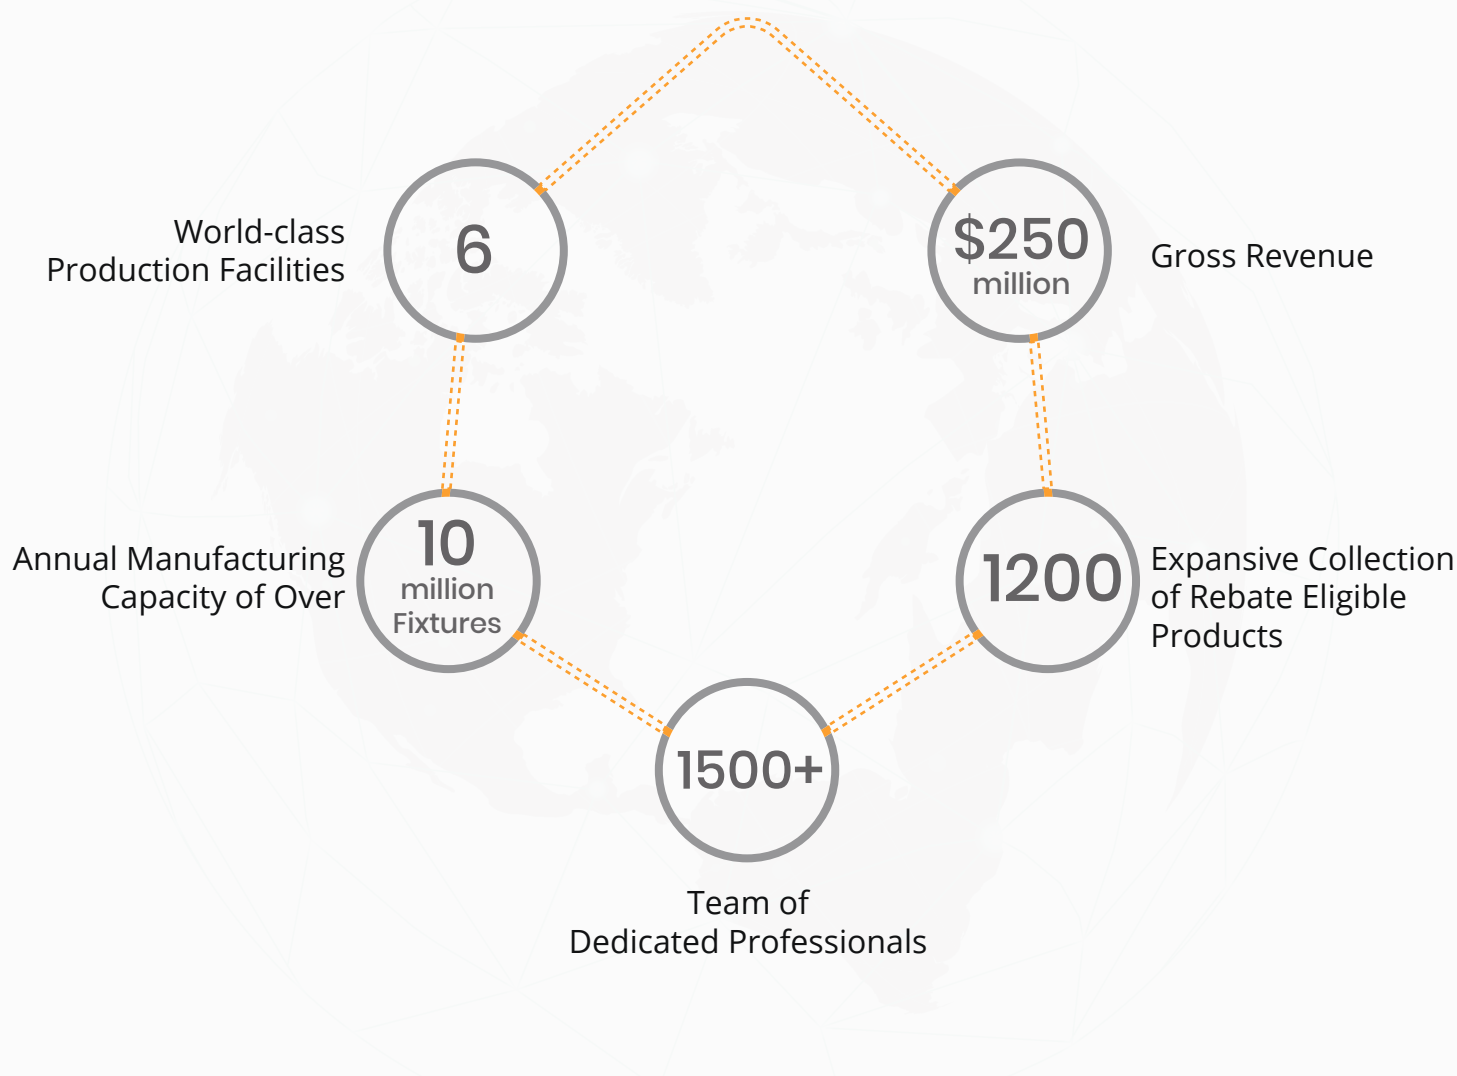 World-class
Production Facilities
6
$250
million
Gross Revenue
Annual Manufacturing
Capacity of Over
10
million
Fixtures
1200
Expansive Collection
of Rebate Eligible
Products
1500+
Team of
Dedicated Professionals